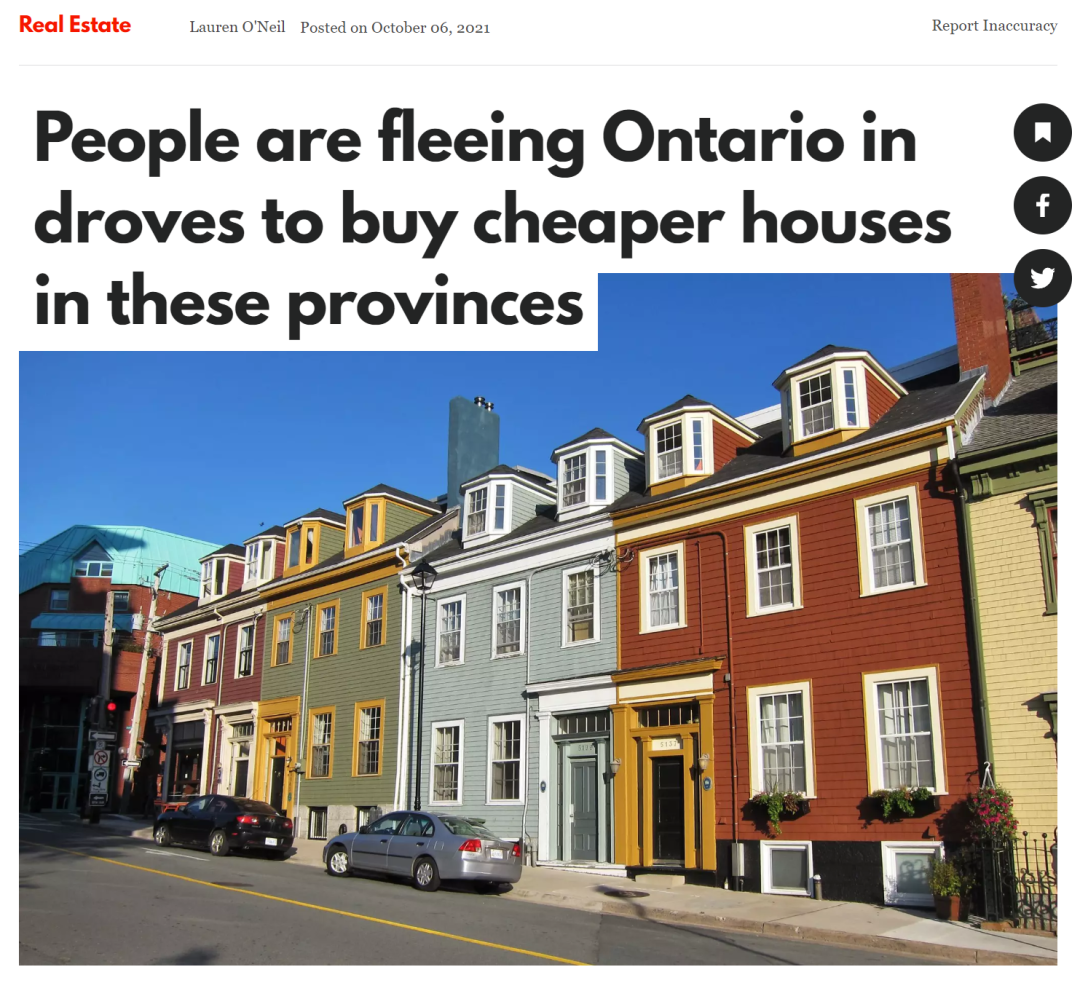 Real Estate
Lauren O'Neil Posted on October 06, 2021
Report Inaccuracy
People are fleeing Ontario in
droves to buy cheaper houses
in these provinces